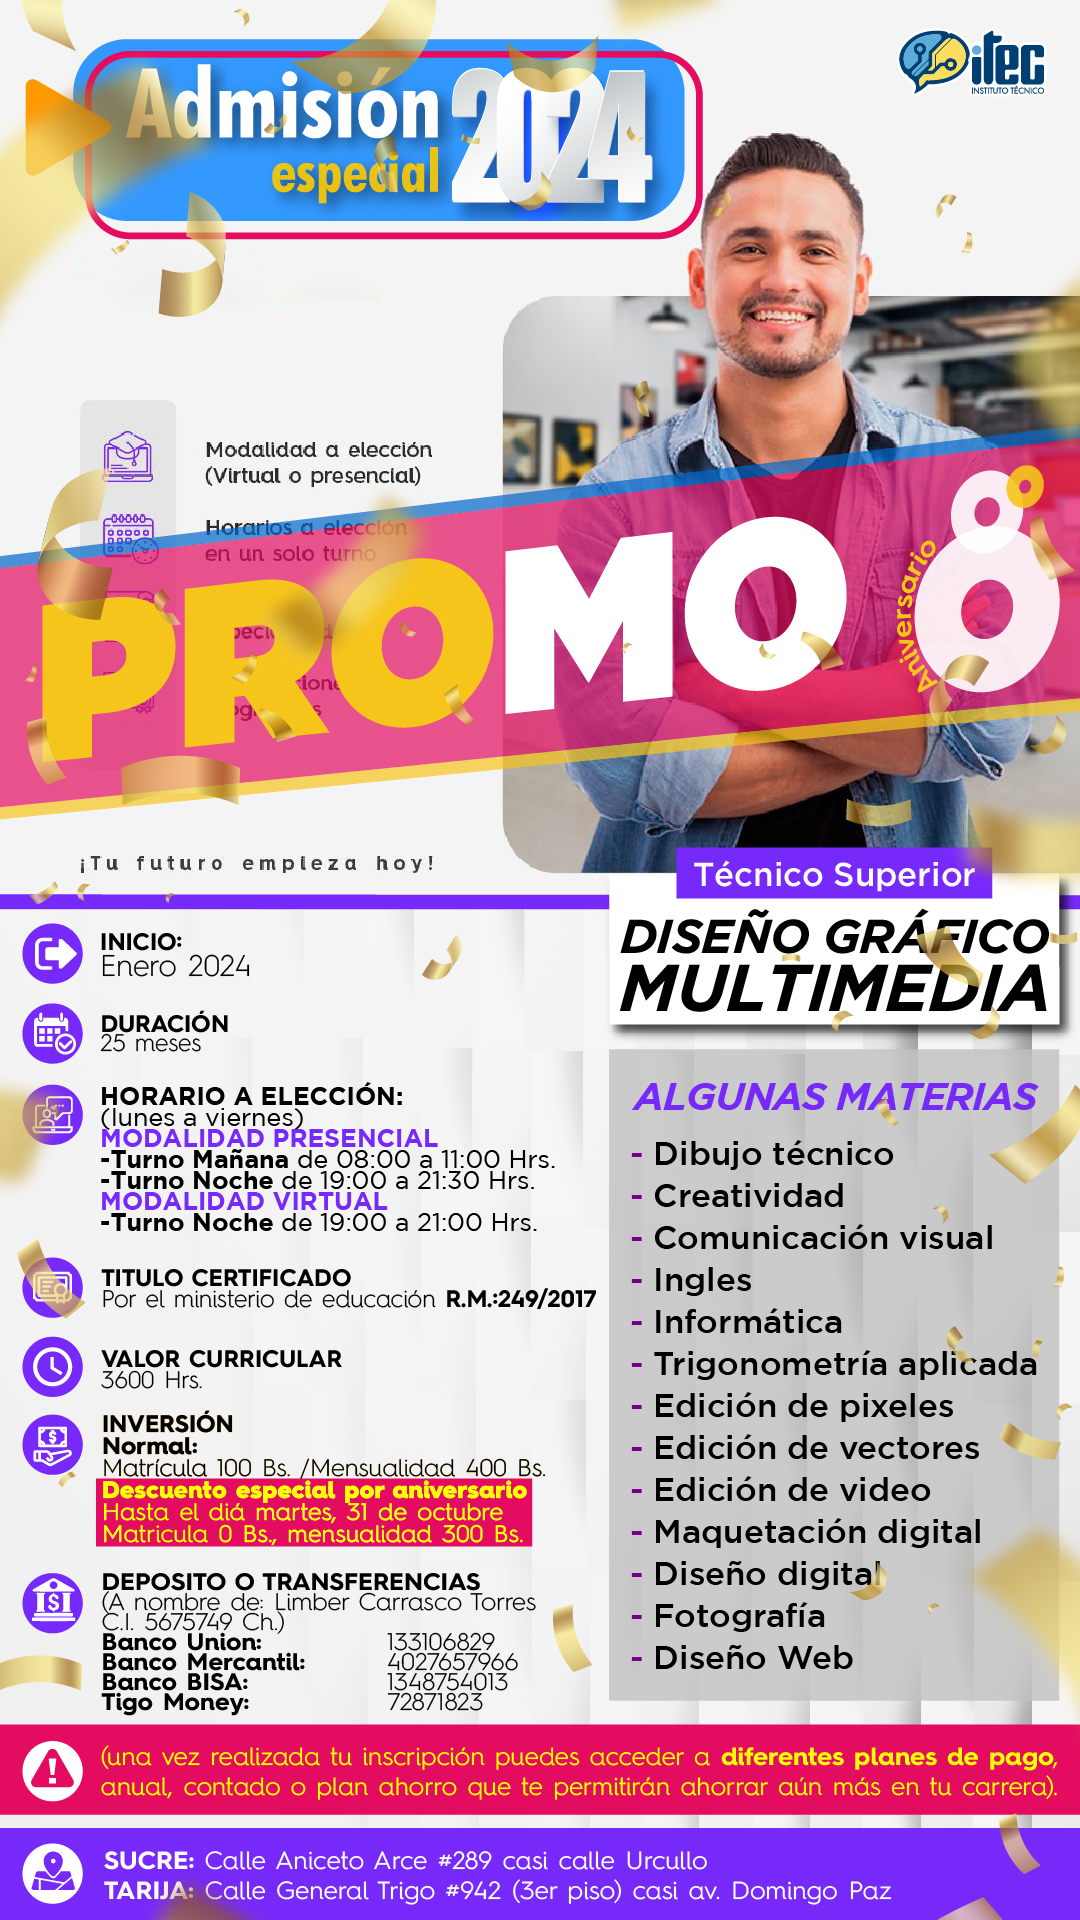 Admisión
especial
2024
itec
INSTITUTO TÉCNICO
Modalidad a elección
(Virtual o presencial)
Horarios a elección
en un solo turno
PROMO 8°
Aniversario
¡Tu futuro empieza hoy!
Técnico Superior
DISEÑO GRÁFICO
MULTIMEDIA
INICIO:
Enero 2024
DURACIÓN
25 meses
HORARIO A ELECCIÓN:
(lunes a viernes)
MODALIDAD PRESENCIAL
-Turno Mañana de 08:00 a 11:00 Hrs.
-Turno Noche de 19:00 a 21:30 Hrs.
MODALIDAD VIRTUAL
-Turno Noche de 19:00 a 21:00 Hrs.
TITULO CERTIFICADO
Por el ministerio de educación R.M.:249/2017
VALOR CURRICULAR
3600 Hrs.
INVERSIÓN
Normal:
Matrícula 100 Bs. /Mensualidad 400 Bs.
Descuento especial por aniversario
Hasta el diá martes, 31 de octubre
Matricula 0 Bs., mensualidad 300 Bs.
DEPOSITO O TRANSFERENCIAS
(A nombre de: Limber Carrasco Torres
C.I. 5675749 Ch.)
Banco Union: 133106829
Banco Mercantil: 4027657966
Banco BISA: 1348754013
Tigo Money: 72871823
ALGUNAS MATERIAS
- Dibujo técnico
- Creatividad
- Comunicación visual
- Ingles
- Informática
- Trigonometría aplicada
- Edición de pixeles
- Edición de vectores
- Edición de video
- Maquetación digital
- Diseño digital
- Fotografía
- Diseño Web
(una vez realizada tu inscripción puedes acceder a diferentes planes de pago,
anual, contado o plan ahorro que te permitirán ahorrar aún más en tu carrera).
SUCRE: Calle Aniceto Arce #289 casi calle Urcullo
TARIJA: Calle General Trigo #942 (3er piso) casi av. Domingo Paz